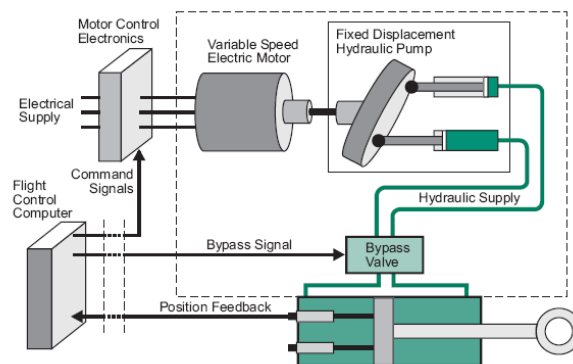 Motor Control
Electronics
Variable Speed
Electric Motor
Fixed Displacement
Hydraulic Pump
Electrical
Supply
Command
Signals
Flight
Control
Computer
Hydraulic Supply
Bypass Signal
Bypass
Valve
Position Feedback